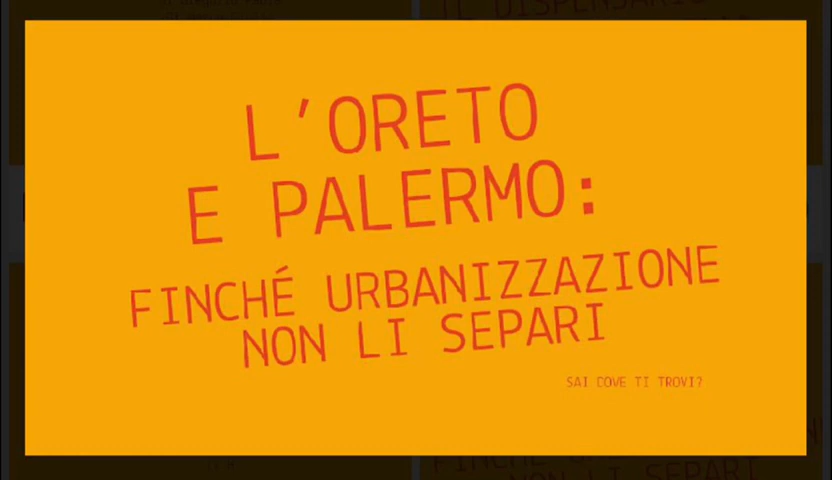 L'ORETO
E PALERMO:
FINCHÉ URBANIZZAZIONE
NON LI SEPARI
SAI DOVE TI TROVI?